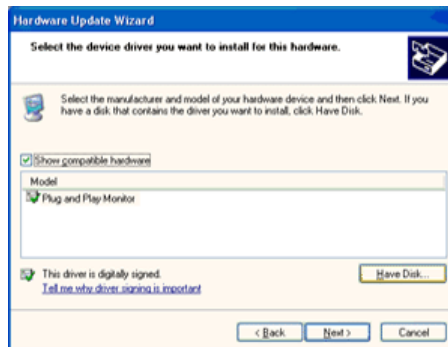 Hardware Update Wizard
Select the device driver you want to install for this hardware.
Select the manufacturer and model of your hardware device and then click Next. If you
have a disk that contains the driver you want to install, click Have Disk.
Show compatible hardware
Model
Plug and Play Monitor
This driver is digitally signed.
Have Disk...
Tell me why driver signing is important
< Back
Next >
Cancel